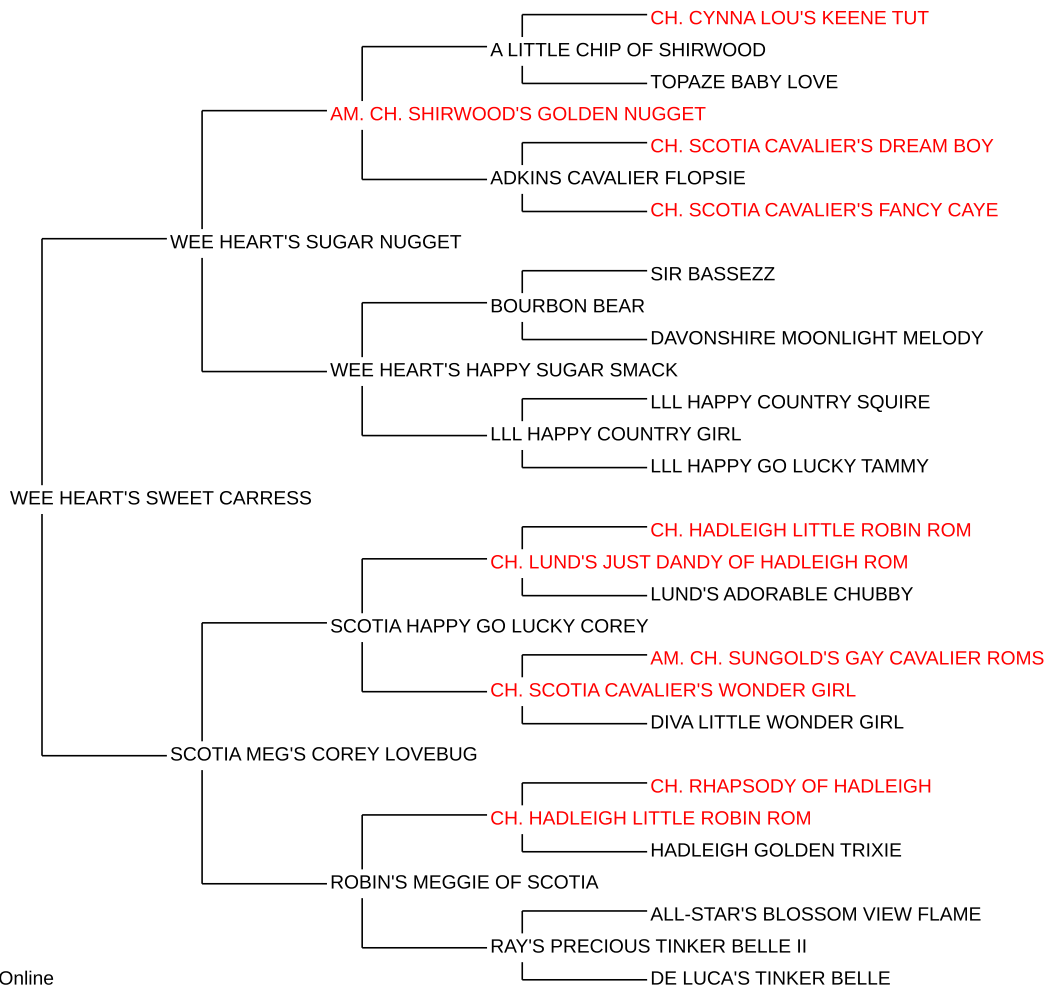 CH. CYNNA LOU'S KEENE TUT
A LITTLE CHIP OF SHIRWOOD
TOPAZE BABY LOVE
AM. CH. SHIRWOOD'S GOLDEN NUGGET
CH. SCOTIA CAVALIER'S DREAM BOY
ADKINS CAVALIER FLOPSIE
CH. SCOTIA CAVALIER'S FANCY CAYE
WEE HEART'S SUGAR NUGGET
SIR BASSEZZ
BOURBON BEAR
DAVONSHIRE MOONLIGHT MELODY
WEE HEART'S HAPPY SUGAR SMACK
LLL HAPPY COUNTRY SQUIRE
LLL HAPPY COUNTRY GIRL
LLL HAPPY GO LUCKY TAMMY
WEE HEART'S SWEET CARRESS
CH. HADLEIGH LITTLE ROBIN ROM
CH. LUND'S JUST DANDY OF HADLEIGH ROM
LUND'S ADORABLE CHUBBY
SCOTIA HAPPY GO LUCKY COREY
AM. CH. SUNGOLD'S GAY CAVALIER ROMS
CH. SCOTIA CAVALIER'S WONDER GIRL
DIVA LITTLE WONDER GIRL
SCOTIA MEG'S COREY LOVEBUG
CH. RHAPSODY OF HADLEIGH
CH. HADLEIGH LITTLE ROBIN ROM
HADLEIGH GOLDEN TRIXIE
ROBIN'S MEGGIE OF SCOTIA
ALL-STAR'S BLOSSOM VIEW FLAME
RAY'S PRECIOUS TINKER BELLE II
DE LUCA'S TINKER BELLE
Online